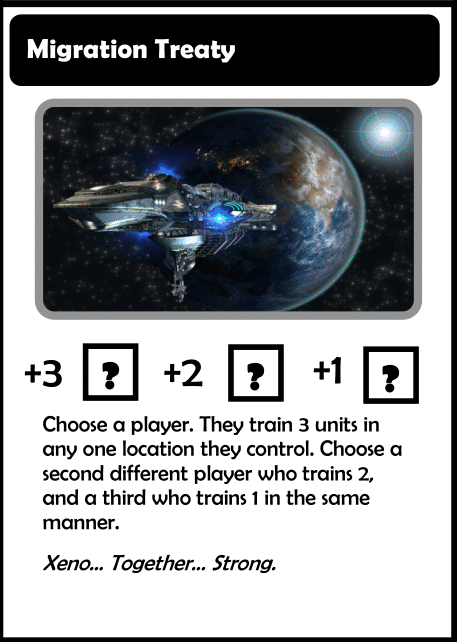 Migration Treaty
+3 ? +2 ? +1 ?
Choose a player. They train 3 units in
any one location they control. Choose a
second different player who trains 2,
and a third who trains 1 in the same
manner.
Xeno... Together... Strong.